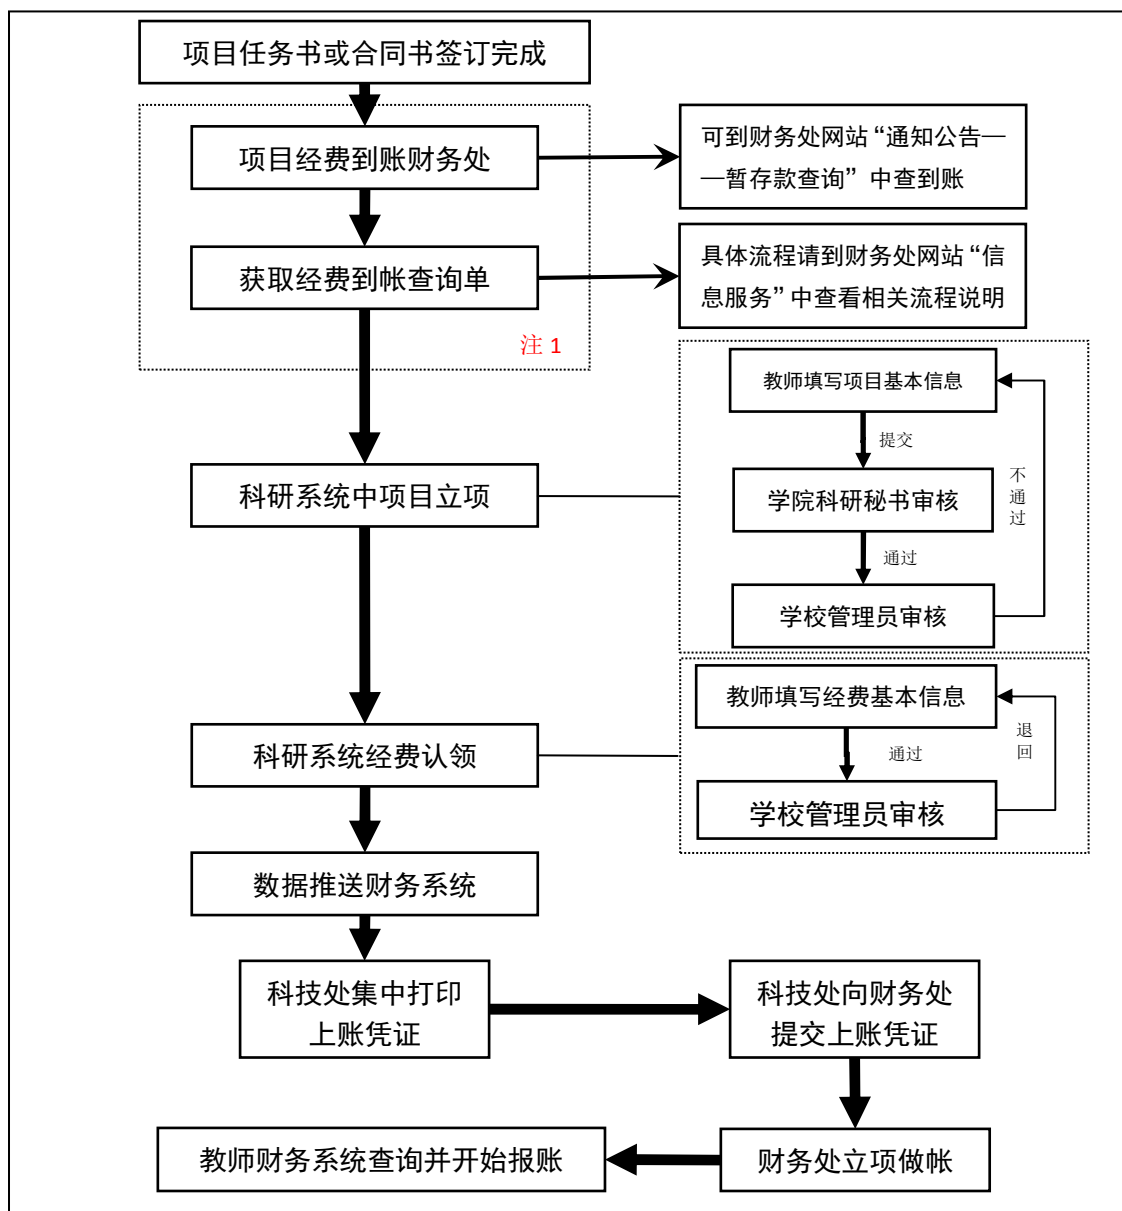 项目任务书或合同书签订完成
项目经费到账财务处
可到财务处网站“通知公告—
—暂存款查询”中查到账
获取经费到帐查询单
具体流程请到财务处网站“信
息服务”中查看相关流程说明
注 1
教师填写项目基本信息
提交
科研系统中项目立项
学院科研秘书审核
不
通
过
通过
学校管理员审核
科研系统经费认领
教师填写经费基本信息
退
回
通过
学校管理员审核
数据推送财务系统
科技处集中打印
上账凭证
科技处向财务处
提交上账凭证
教师财务系统查询并开始报账
财务处立项做帐